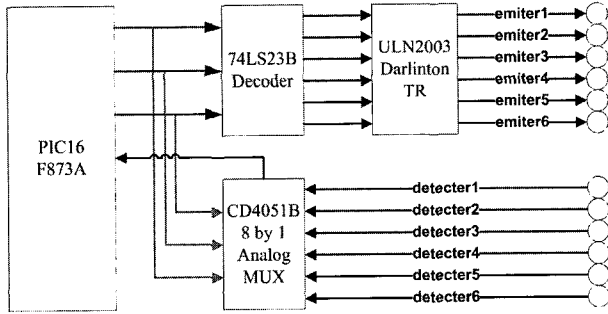 PIC16
F873A
74LS23B
Decoder
ULN2003
Darlinton
TR
emiter1
emiter2
emiter3
emiter4
emiter5
emiter6
CD4051B
8 by 1
Analog
MUX
detecter1
detecter2
detecter3
detecter4
detecter5
detecter6